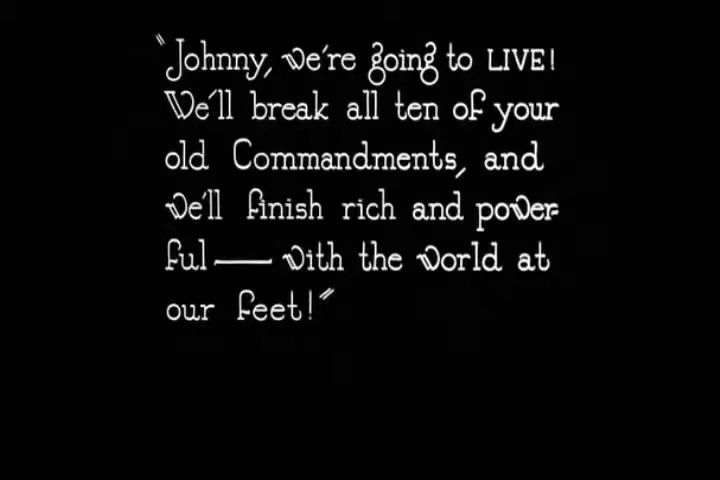 "Johnny, we're going to LIVE!
We'll break all ten of your
old Commandments, and
we'll finish rich and power-
ful — with the world at
our feet!"